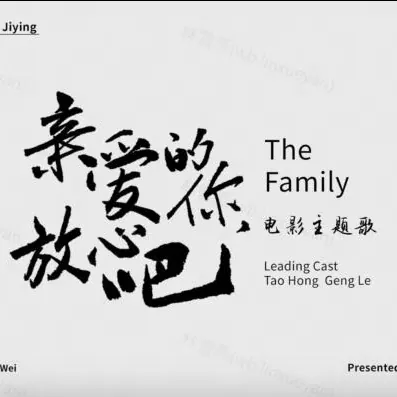 Jiying
亲爱的你,
放心吧
The
Family
电影主题歌
Leading Cast
Tao Hong Geng Le
Wei
Presented